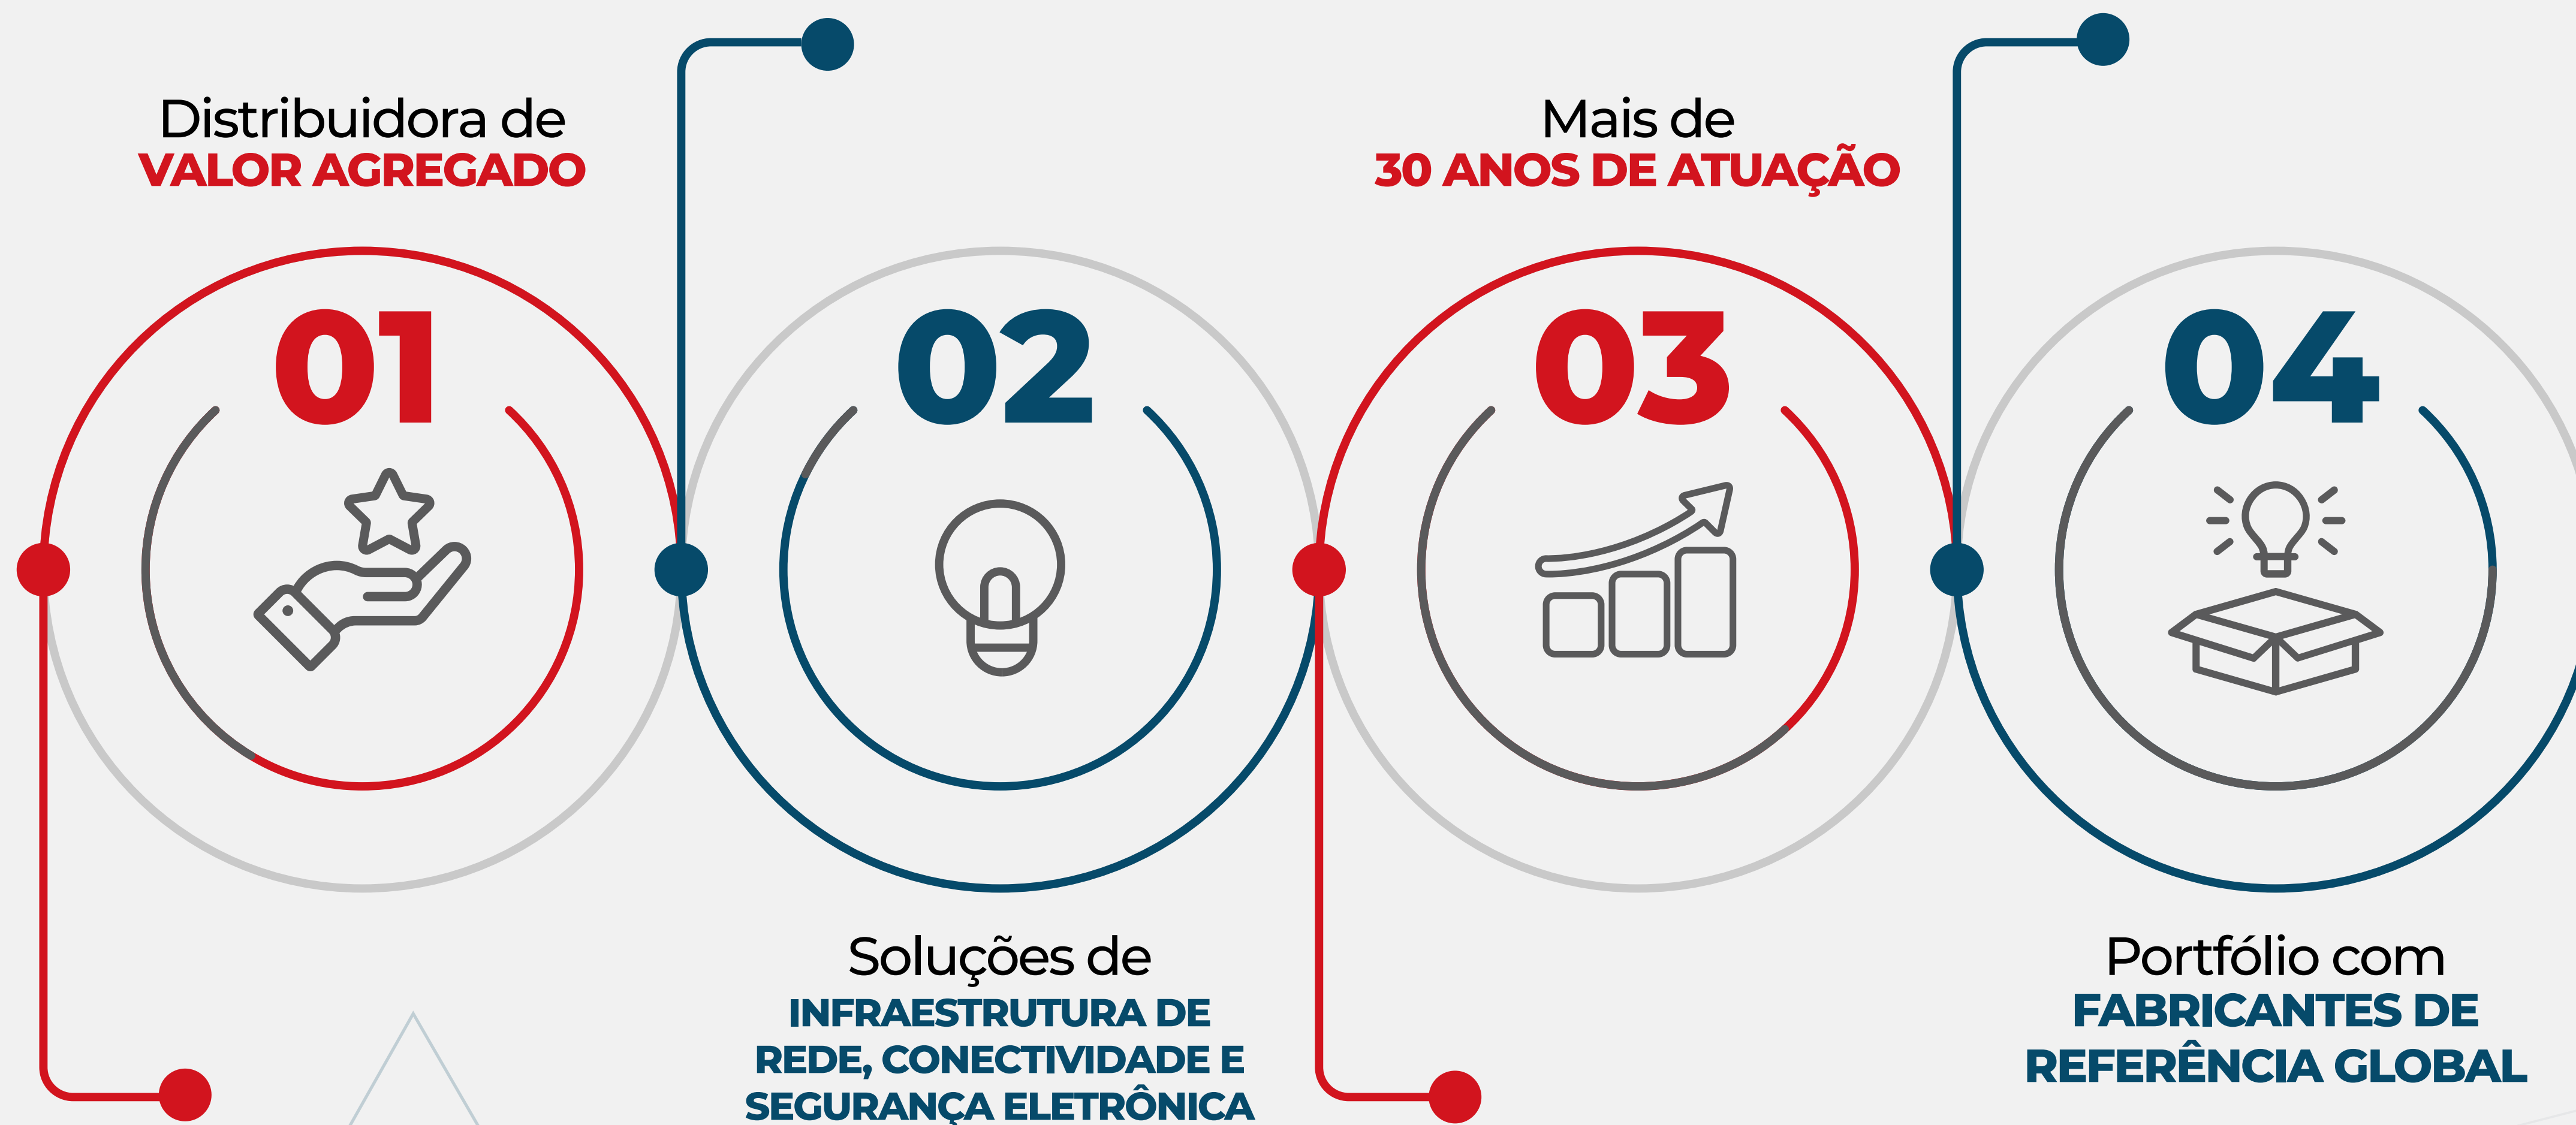 Distribuidora de
VALOR AGREGADO
01
02
Soluções de
INFRAESTRUTURA DE
REDE, CONECTIVIDADE E
SEGURANÇA ELETRÔNICA
Mais de
30 ANOS DE ATUAÇÃO
03
04
Portfólio com
FABRICANTES DE
REFERÊNCIA GLOBAL